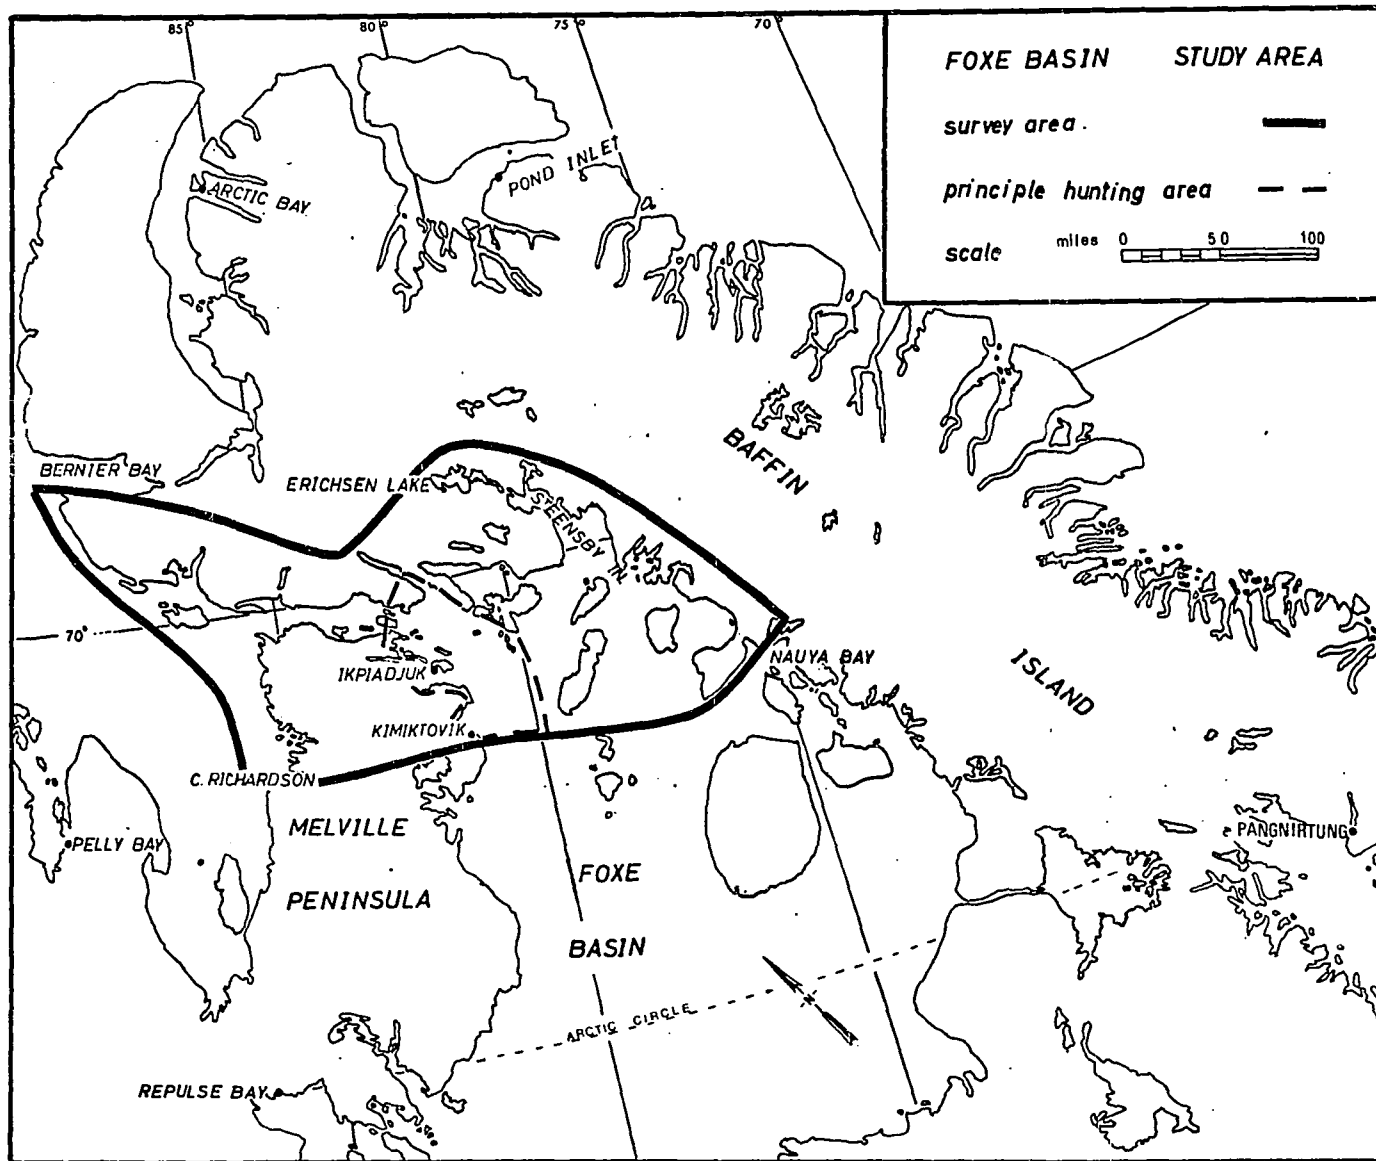 85° 80° 75° 70°
FOXE BASIN STUDY AREA
survey area.
principle hunting area
scale miles 0 50 100
POND INLET
ARCTIC BAY
BAFFIN
BERNIER BAY
ERICHSEN LAKE
STEENSBY IN.
70°
NAUYA BAY
ISLAND
IKPIADJUK
KIMIKTOVIK
C. RICHARDSON
MELVILLE
PELLY BAY
PANGNIRTUNG
FOXE
PENINSULA
BASIN
N
ARCTIC CIRCLE
REPULSE BAY